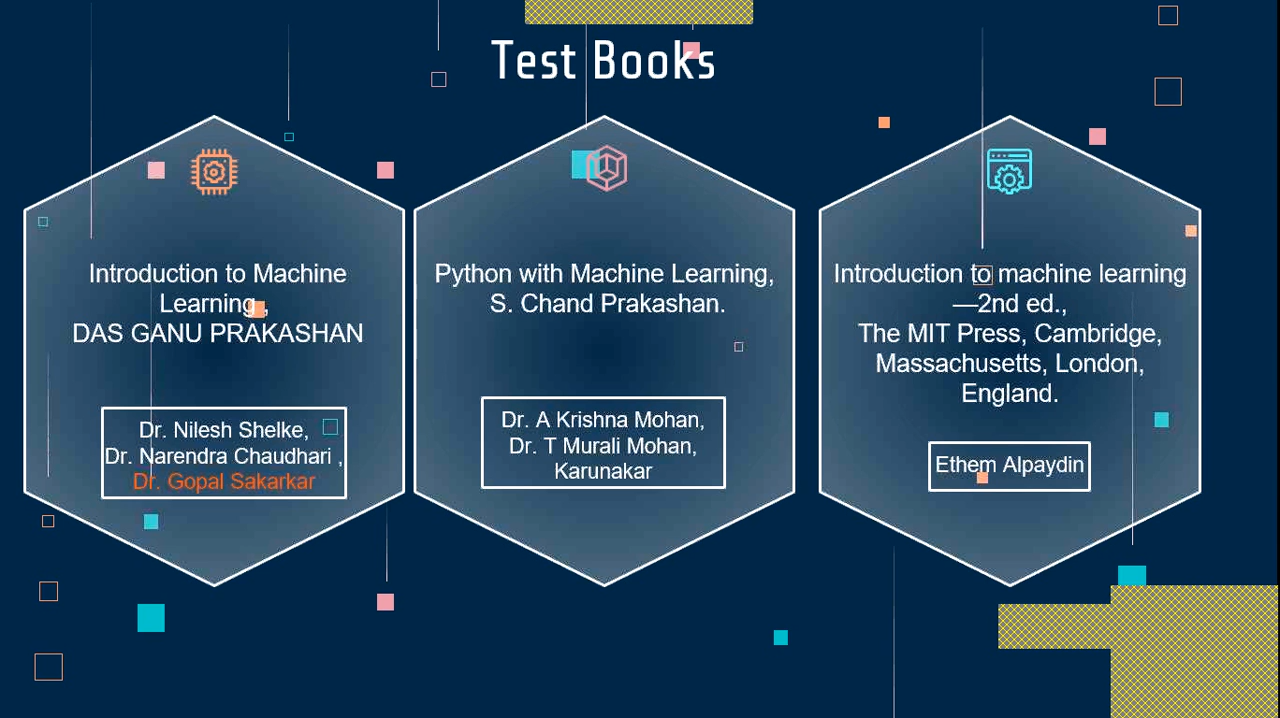 Test Books
Introduction to Machine
Learning ,
DAS GANU PRAKASHAN
Dr. Nilesh Shelke,
Dr. Narendra Chaudhari ,
Dr. Gopal Sakarkar
Python with Machine Learning,
S. Chand Prakashan.
Dr. A Krishna Mohan,
Dr. T Murali Mohan,
Karunakar
Introduction to machine learning
—2nd ed.,
The MIT Press, Cambridge,
Massachusetts, London,
England.
Ethem Alpaydin